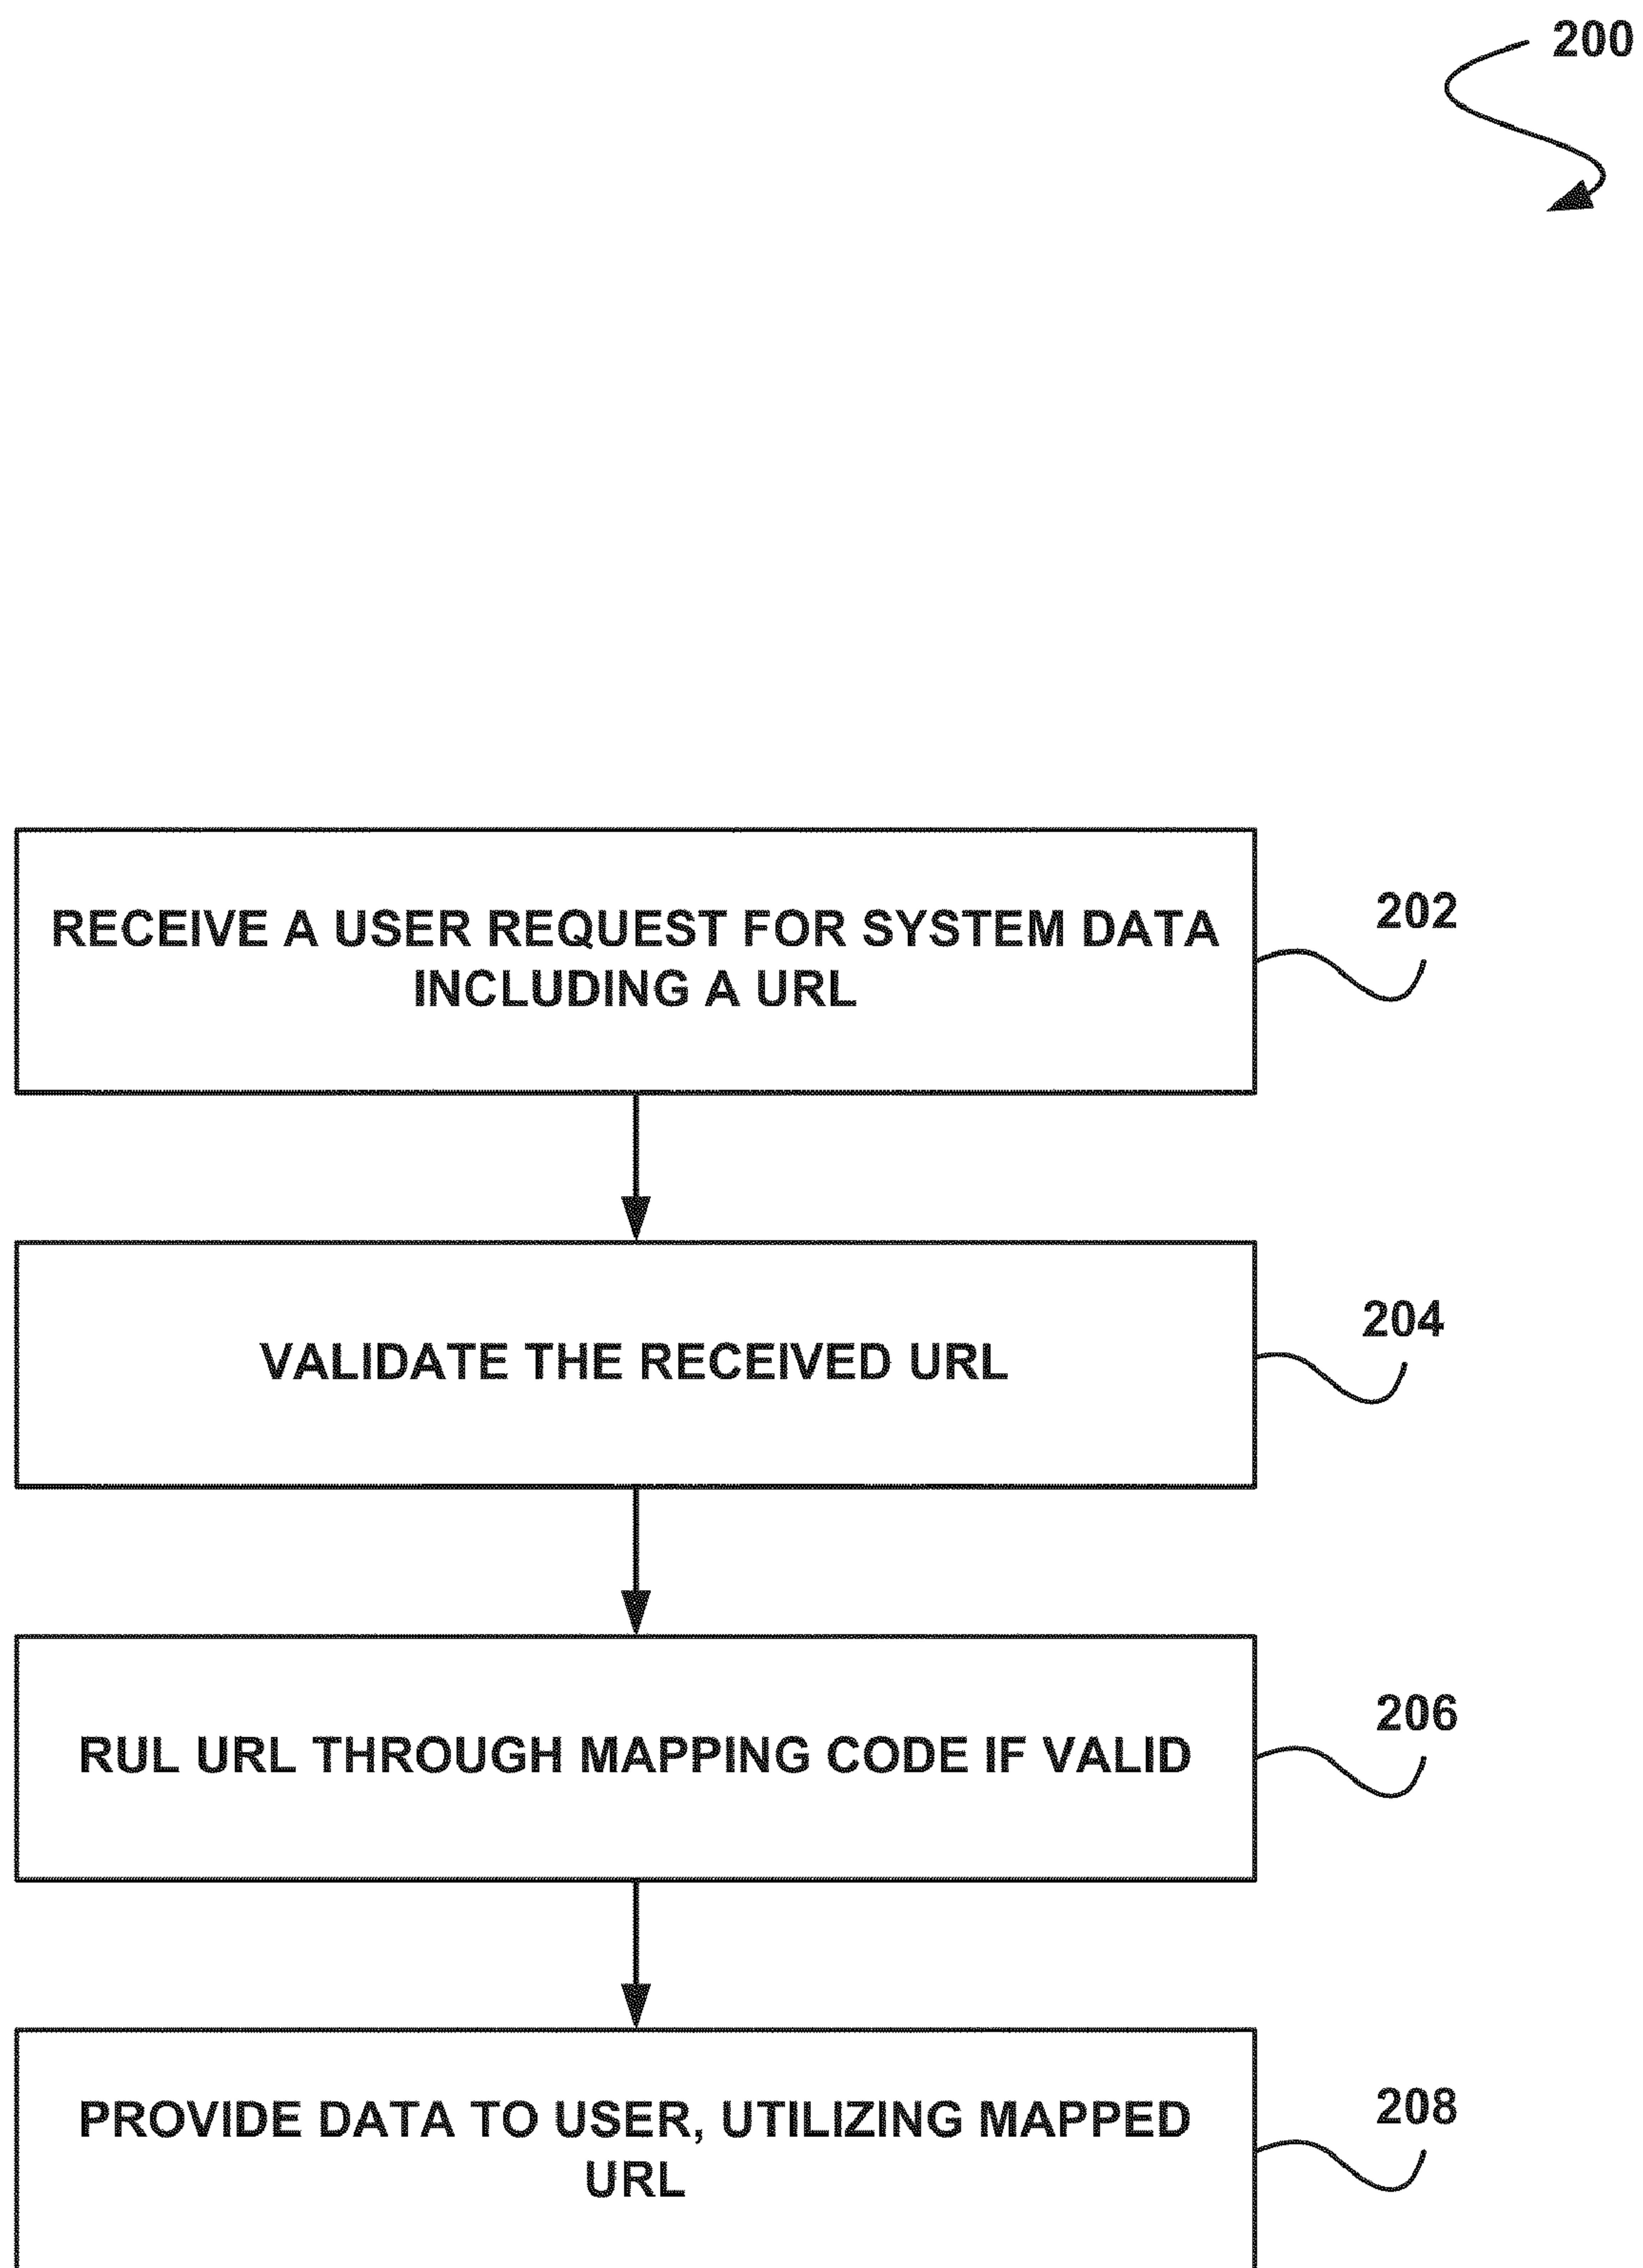 200
RECEIVE A USER REQUEST FOR SYSTEM DATA
INCLUDING A URL
202
VALIDATE THE RECEIVED URL
204
RUL URL THROUGH MAPPING CODE IF VALID
206
PROVIDE DATA TO USER, UTILIZING MAPPED
URL
208